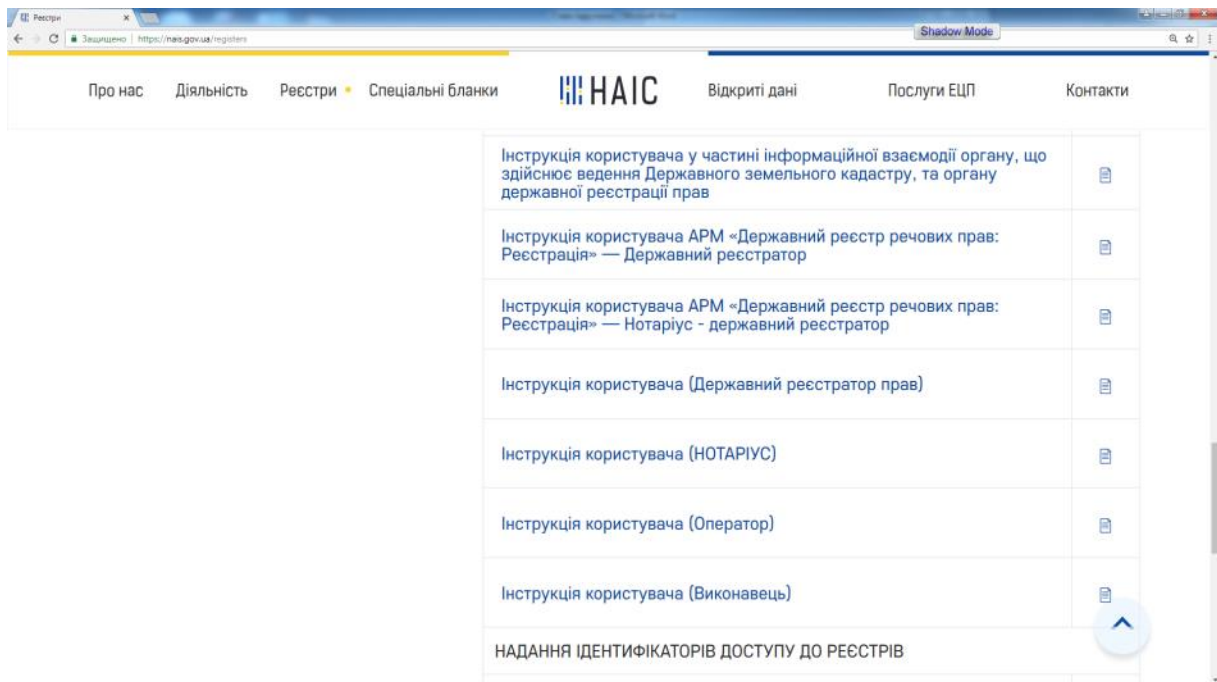 Реєстри
Shadow Mode
Защищено | https://nais.gov.ua/registers
Про нас Діяльність Реєстри Спеціальні бланки НАІС Відкриті дані Послуги ЕЦП Контакти
Інструкція користувача у частині інформаційної взаємодії органу, що
здійснює ведення Державного земельного кадастру, та органу
державної реєстрації прав
Інструкція користувача АРМ «Державний реєстр речових прав:
Реєстрація» — Державний реєстратор
Інструкція користувача АРМ «Державний реєстр речових прав:
Реєстрація» — Нотаріус - державний реєстратор
Інструкція користувача (Державний реєстратор прав)
Інструкція користувача (НОТАРІУС)
Інструкція користувача (Оператор)
Інструкція користувача (Виконавець)
НАДАННЯ ІДЕНТИФІКАТОРІВ ДОСТУПУ ДО РЕЄСТРІВ